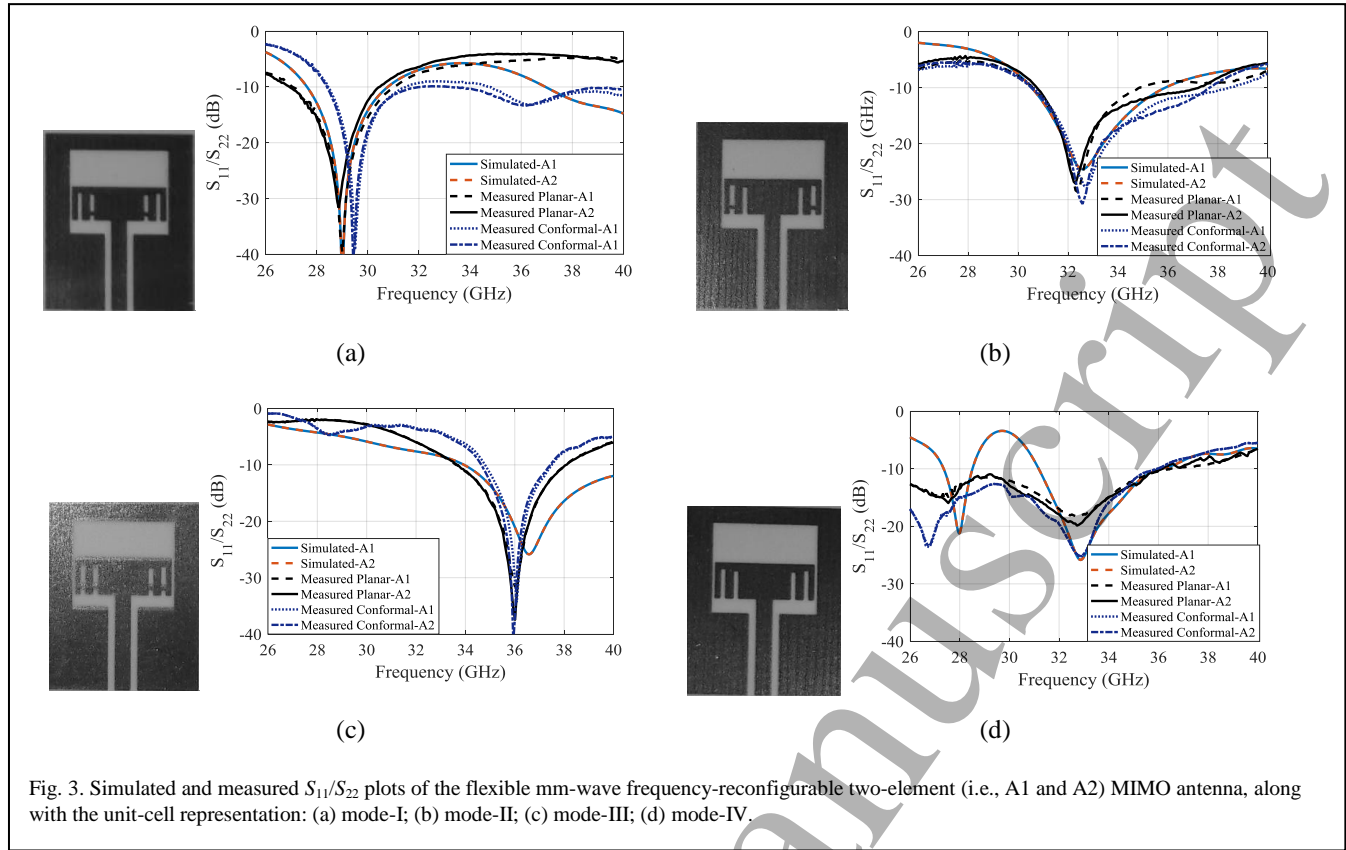 0
-10
-20
-30
-40
S11/S22 (dB)
Simulated-A1
Simulated-A2
Measured Planar-A1
Measured Planar-A2
Measured Conformal-A1
Measured Conformal-A1
26 28 30 32 34 36 38 40
Frequency (GHz)
(a)
0
-10
-20
-30
-40
S11/S22 (GHz)
Simulated-A1
Simulated-A2
Measured Planar-A1
Measured Planar-A2
Measured Conformal-A1
Measured Conformal-A2
26 28 30 32 34 36 38 40
Frequency (GHz)
(b)
0
-10
-20
-30
-40
S11/S22 (dB)
Simulated-A1
Simulated-A2
Measured Planar-A1
Measured Planar-A2
Measured Conformal-A1
Measured Conformal-A2
26 28 30 32 34 36 38 40
Frequency (GHz)
(c)
0
-10
-20
-30
-40
S11/S22 (dB)
Simulated-A1
Simulated-A2
Measured Planar-A1
Measured Planar-A2
Measured Conformal-A1
Measured Conformal-A2
26 28 30 32 34 36 38 40
Frequency (GHz)
(d)
Fig. 3. Simulated and measured S11/S22 plots of the flexible mm-wave frequency-reconfigurable two-element (i.e., A1 and A2) MIMO antenna, along
with the unit-cell representation: (a) mode-I; (b) mode-II; (c) mode-III; (d) mode-IV.
anuscript